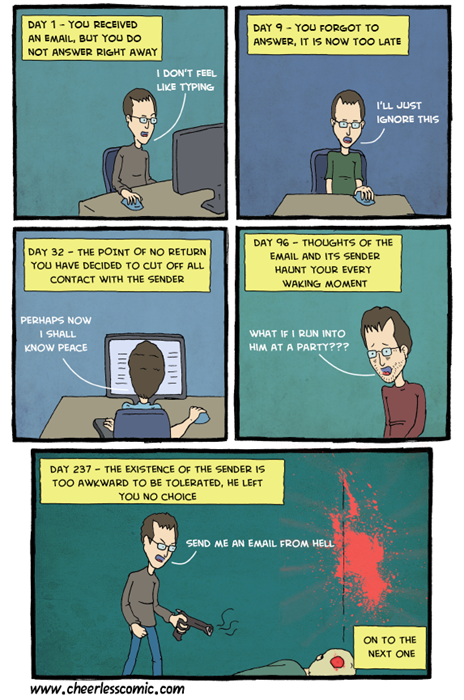 DAY 1 - YOU RECEIVED
AN EMAIL, BUT YOU DO
NOT ANSWER RIGHT AWAY
I DON'T FEEL
LIKE TYPING
DAY 9 - YOU FORGOT TO
ANSWER, IT IS NOW TOO LATE
I'LL JUST
IGNORE THIS
DAY 32 - THE POINT OF NO RETURN
YOU HAVE DECIDED TO CUT OFF ALL
CONTACT WITH THE SENDER
PERHAPS NOW
I SHALL
KNOW PEACE
DAY 96 - THOUGHTS OF THE
EMAIL AND ITS SENDER
HAUNT YOUR EVERY
WAKING MOMENT
WHAT IF I RUN INTO
HIM AT A PARTY???
DAY 237 - THE EXISTENCE OF THE SENDER IS
TOO AWKWARD TO BE TOLERATED, HE LEFT
YOU NO CHOICE
SEND ME AN EMAIL FROM HELL
ON TO THE
NEXT ONE
www.cheerlesscomic.com